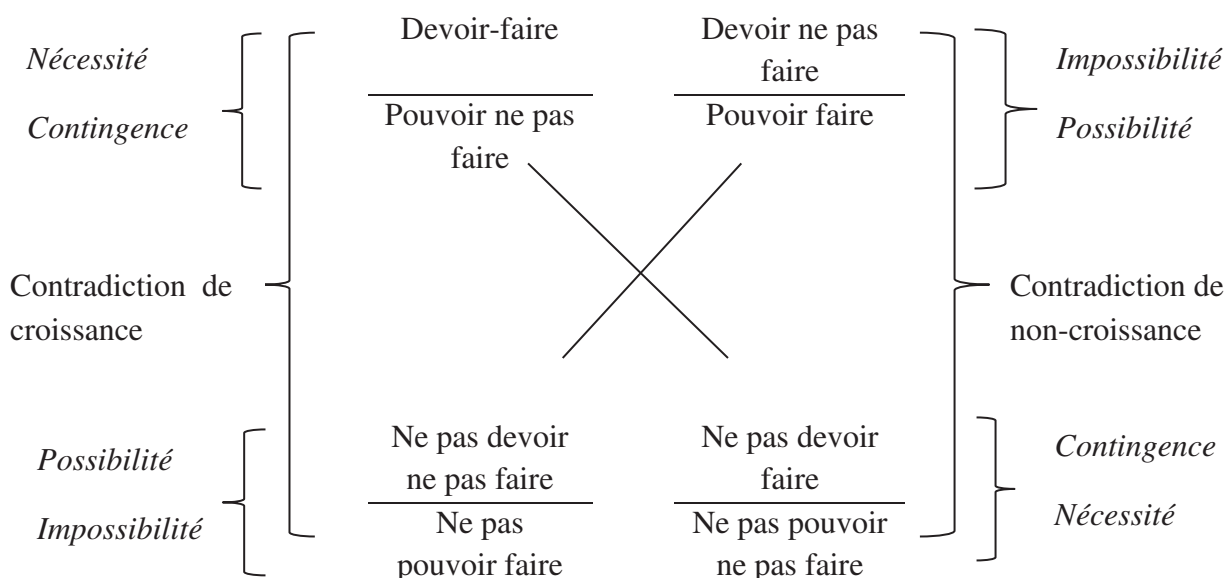 Devoir-faire
Devoir ne pas
faire
Nécessité
Impossibilité
Pouvoir ne pas
faire
Pouvoir faire
Contingence
Possibilité
Contradiction de
croissance
Contradiction de
non-croissance
Possibilité
Ne pas devoir
ne pas faire
Ne pas devoir
faire
Contingence
Impossibilité
Ne pas
pouvoir faire
Ne pas pouvoir
ne pas faire
Nécessité